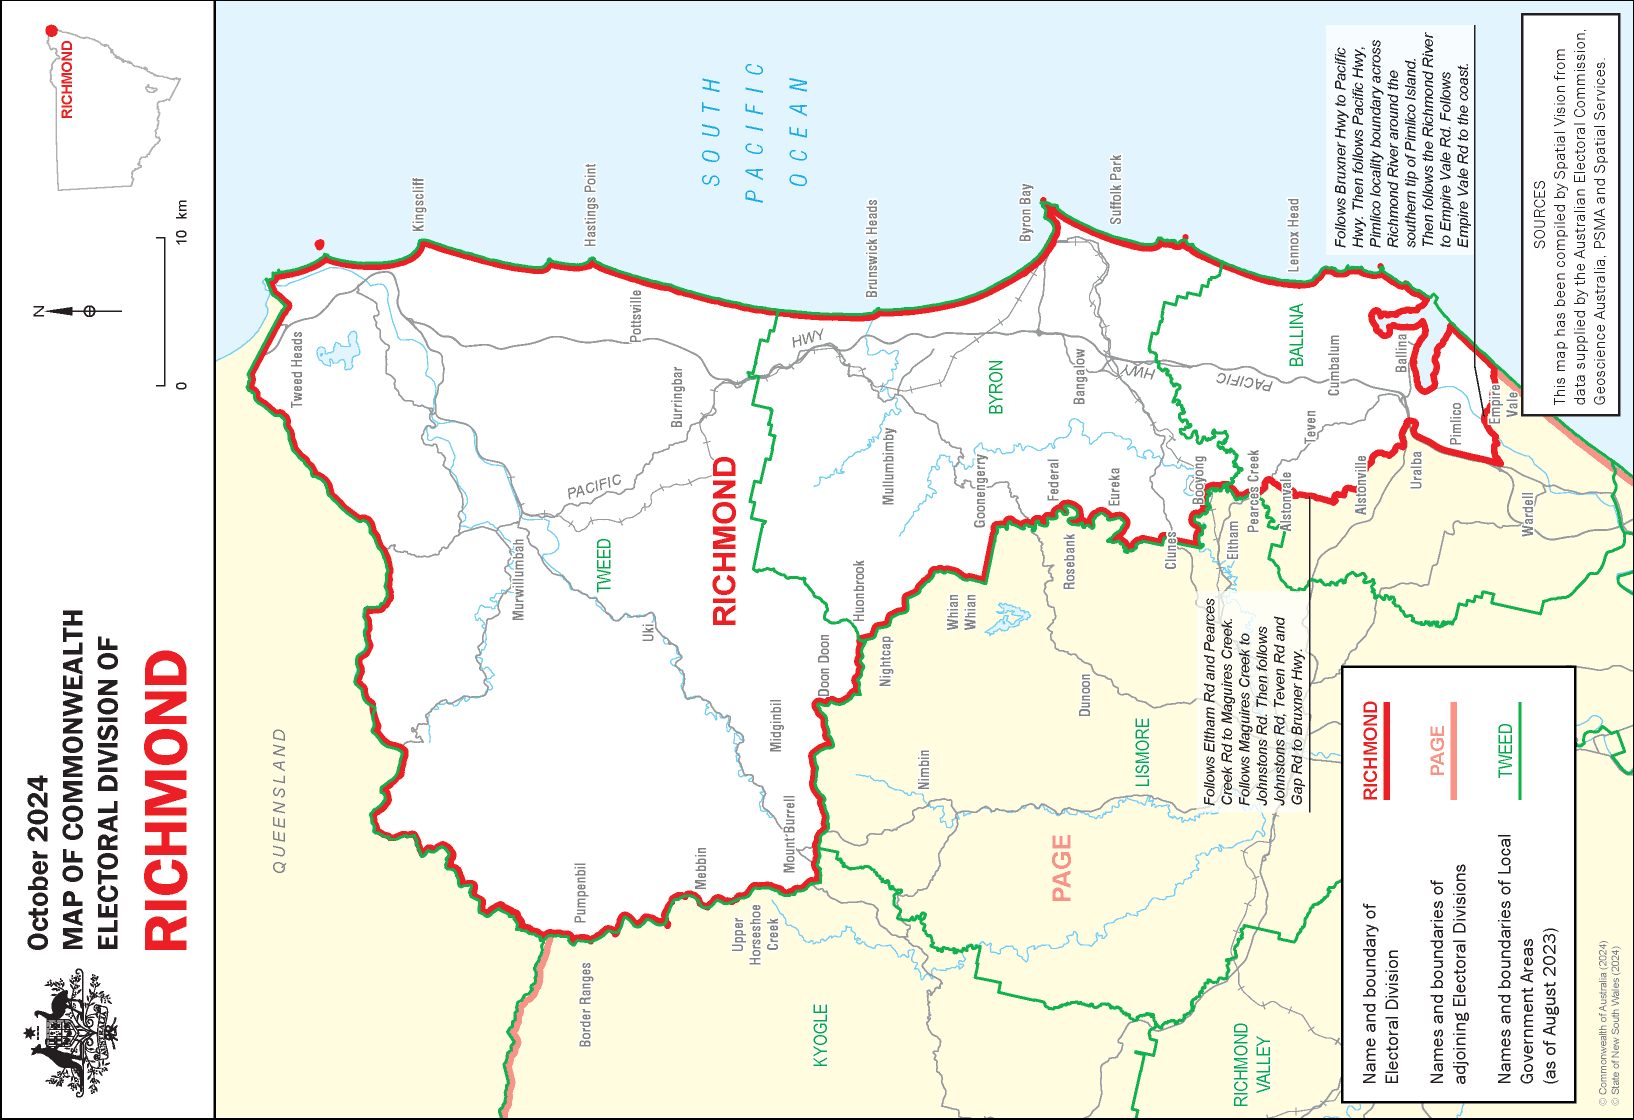 October 2024
MAP OF COMMONWEALTH
ELECTORAL DIVISION OF
RICHMOND
N
0
10 km
RICHMOND
QUEENSLAND
SOUTH
PACIFIC
OCEAN
Tweed Heads
Kingscliff
Hastings Point
Pottsville
Burringbar
Murwillumbah
PACIFIC
TWEED
Uki
RICHMOND
Pumpenbil
Mebbin
Midginbil
Mount Burrell
Doon Doon
Border Ranges
Upper
Horseshoe
Creek
KYOGLE
HWY
Brunswick Heads
Mullumbimby
Huonbrook
Nightcap
Whian
Whian
Goonengerry
BYRON
Byron Bay
Suffolk Park
Bangalow
HWY
PACIFIC
Federal
Eureka
Rosebank
Clunes
Booyong
Eltham
Pearces Creek
Alstonvale
Teven
Cumbalum
BALLINA
Lennox Head
Ballina
Alstonville
Uralba
Pimlico
Empire
Vale
Wardell
Dunoon
Nimbin
LISMORE
PAGE
RICHMOND
VALLEY
Follows Eltham Rd and Pearces
Creek Rd to Maguires Creek.
Follows Maguires Creek to
Johnstons Rd. Then follows
Johnstons Rd, Teven Rd and
Gap Rd to Bruxner Hwy.
Follows Bruxner Hwy to Pacific
Hwy. Then follows Pacific Hwy,
Pimlico locality boundary across
Richmond River around the
southern tip of Pimlico Island.
Then follows the Richmond River
to Empire Vale Rd. Follows
Empire Vale Rd to the coast.
Name and boundary of
Electoral Division
RICHMOND
Names and boundaries of
adjoining Electoral Divisions
PAGE
Names and boundaries of Local
Government Areas
(as of August 2023)
TWEED
SOURCES
This map has been compiled by Spatial Vision from
data supplied by the Australian Electoral Commission,
Geoscience Australia, PSMA and Spatial Services.
© Commonwealth of Australia (2024)
© State of New South Wales (2024)